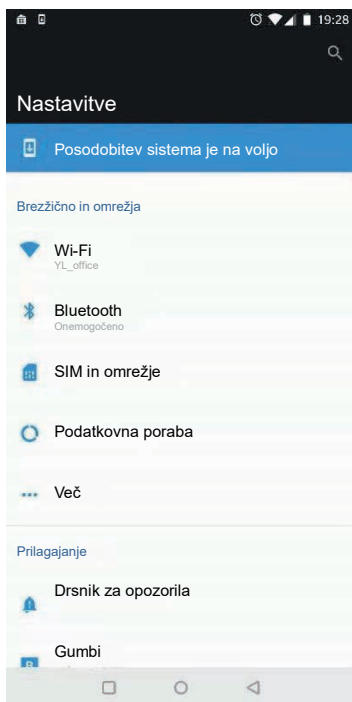 19:28
Nastavitve
Posodobitev sistema je na voljo
Brezžično in omrežja
Wi-Fi
YL_office
Bluetooth
Onemogočeno
SIM in omrežje
Podatkovna poraba
Več
Prilagajanje
Drsnik za opozorila
Gumbi